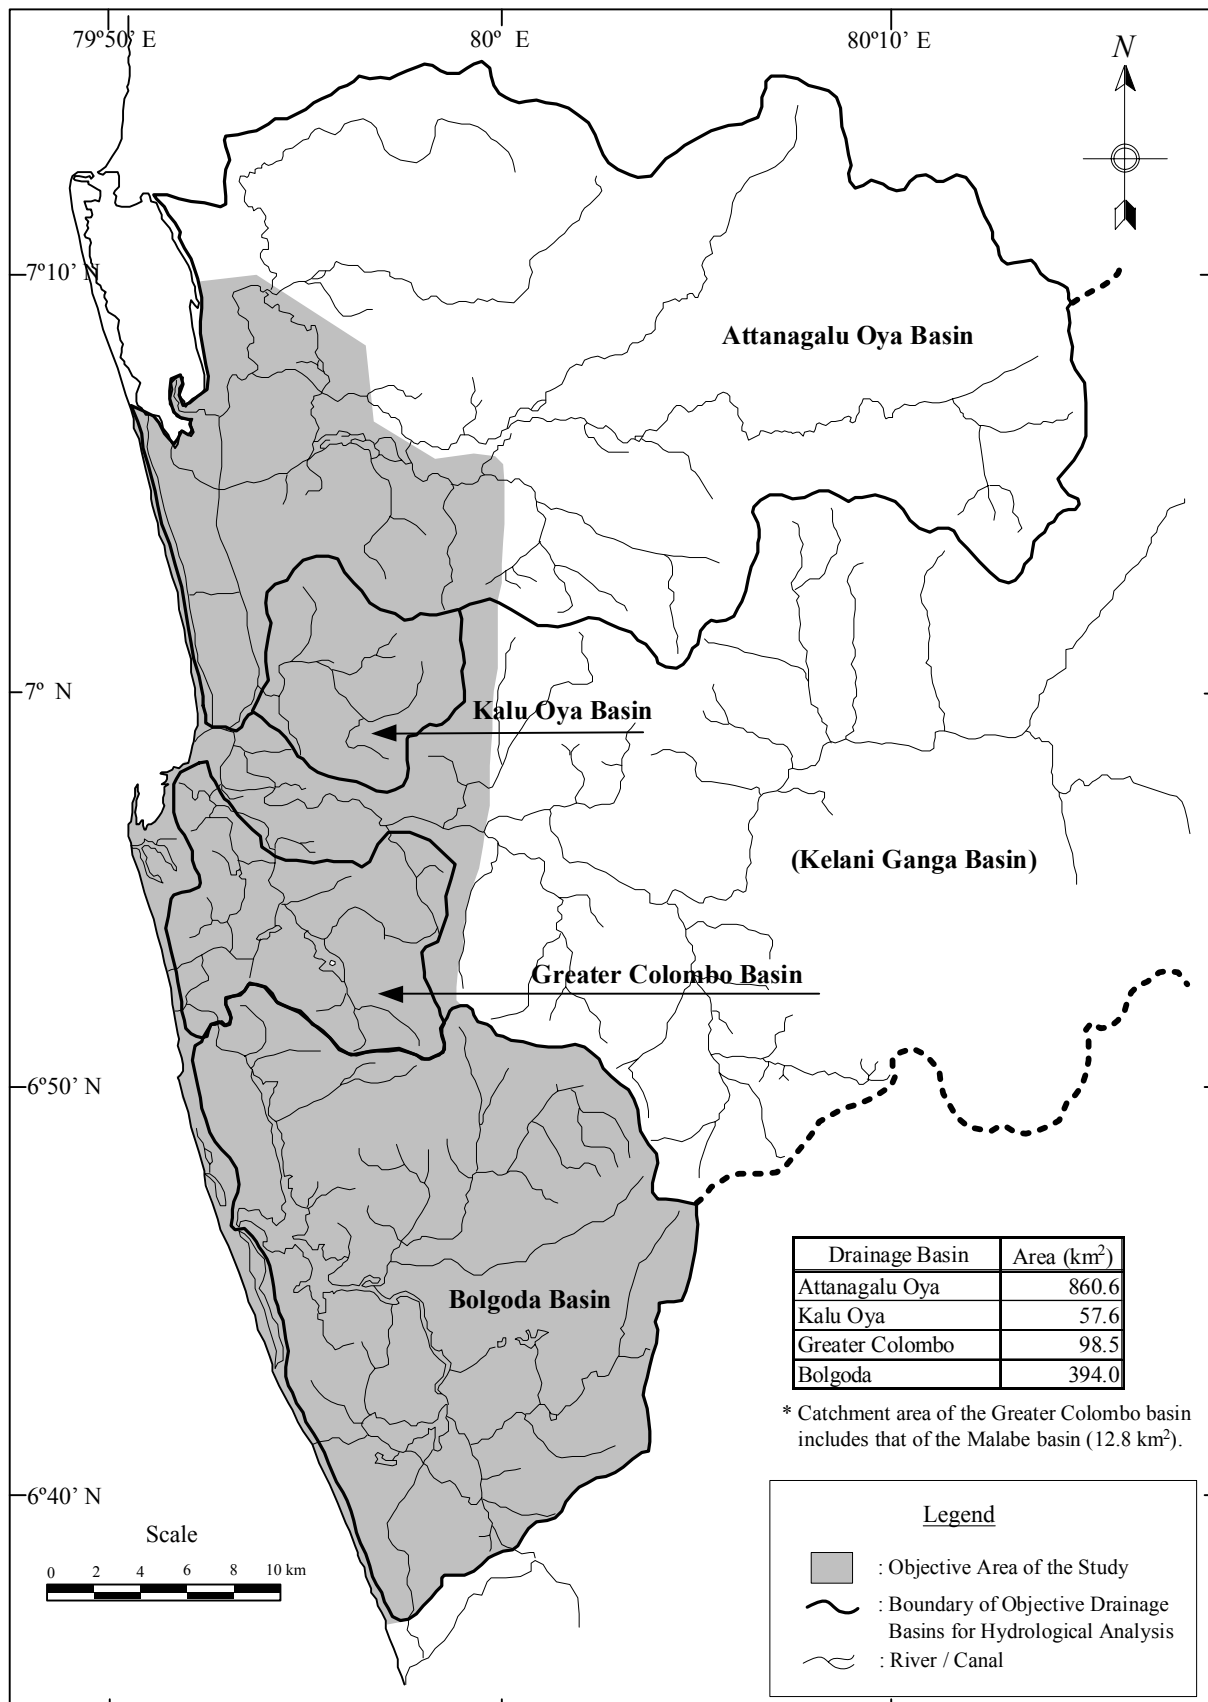 79º50’ E
80º E
80º10’ E
N
7º10’ N
Attanagalu Oya Basin
7º N
Kalu Oya Basin
(Kelani Ganga Basin)
Greater Colombo Basin
6º50’ N
Bolgoda Basin
Drainage Basin Area (km²)
Attanagalu Oya 860.6
Kalu Oya 57.6
Greater Colombo 98.5
Bolgoda 394.0
* Catchment area of the Greater Colombo basin
includes that of the Malabe basin (12.8 km²).
6º40’ N
Scale
0 2 4 6 8 10 km
Legend
: Objective Area of the Study
: Boundary of Objective Drainage
Basins for Hydrological Analysis
: River / Canal